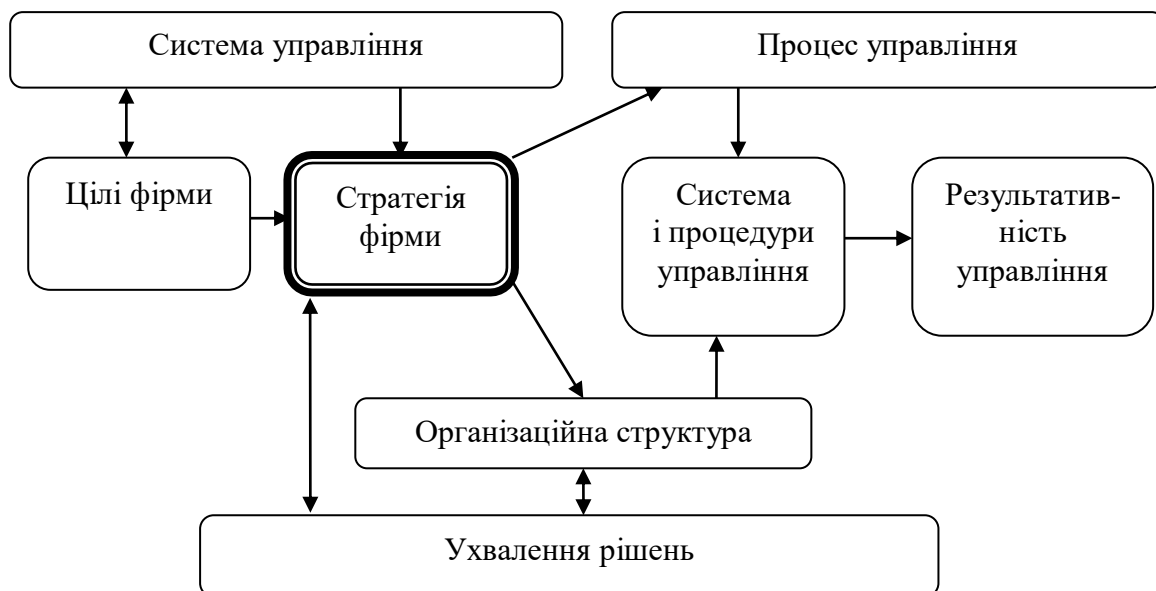 Система управління
Процес управління
Цілі фірми
Стратегія
фірми
Система
і процедури
управління
Результатив-
ність
управління
Організаційна структура
Ухвалення рішень